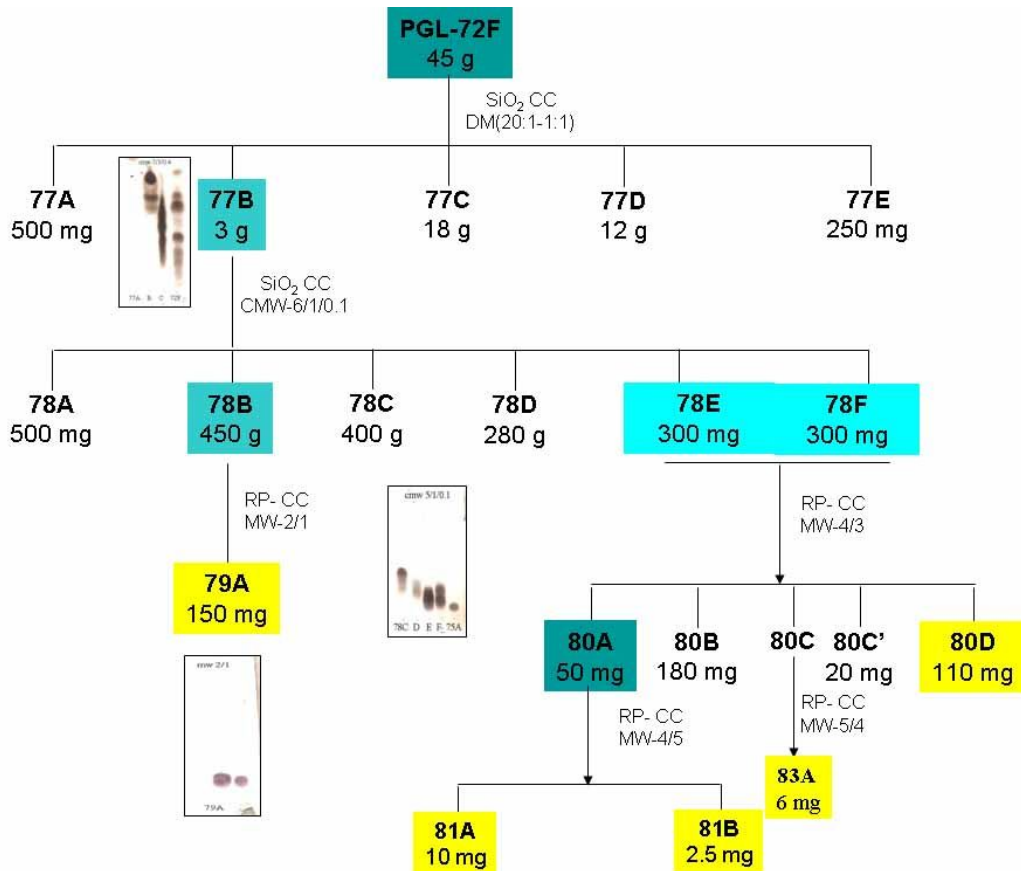 PGL-72F
45 g
SiO₂ CC
DM(20:1-1:1)
77A
500 mg
77B
3 g
77C
18 g
77D
12 g
77E
250 mg
77A B C 72F
SiO₂ CC
CMW-6/1/0.1
78A
500 mg
78B
450 g
78C
400 g
78D
280 g
78E
300 mg
78F
300 mg
RP- CC
MW-2/1
cmw 5/1/0.1
78C D E F 75A
RP- CC
MW-4/3
79A
150 mg
mw 2/1
79A
80A
50 mg
80B
180 mg
80C
80C’
20 mg
80D
110 mg
RP- CC
MW-4/5
RP- CC
MW-5/4
83A
6 mg
81A
10 mg
81B
2.5 mg